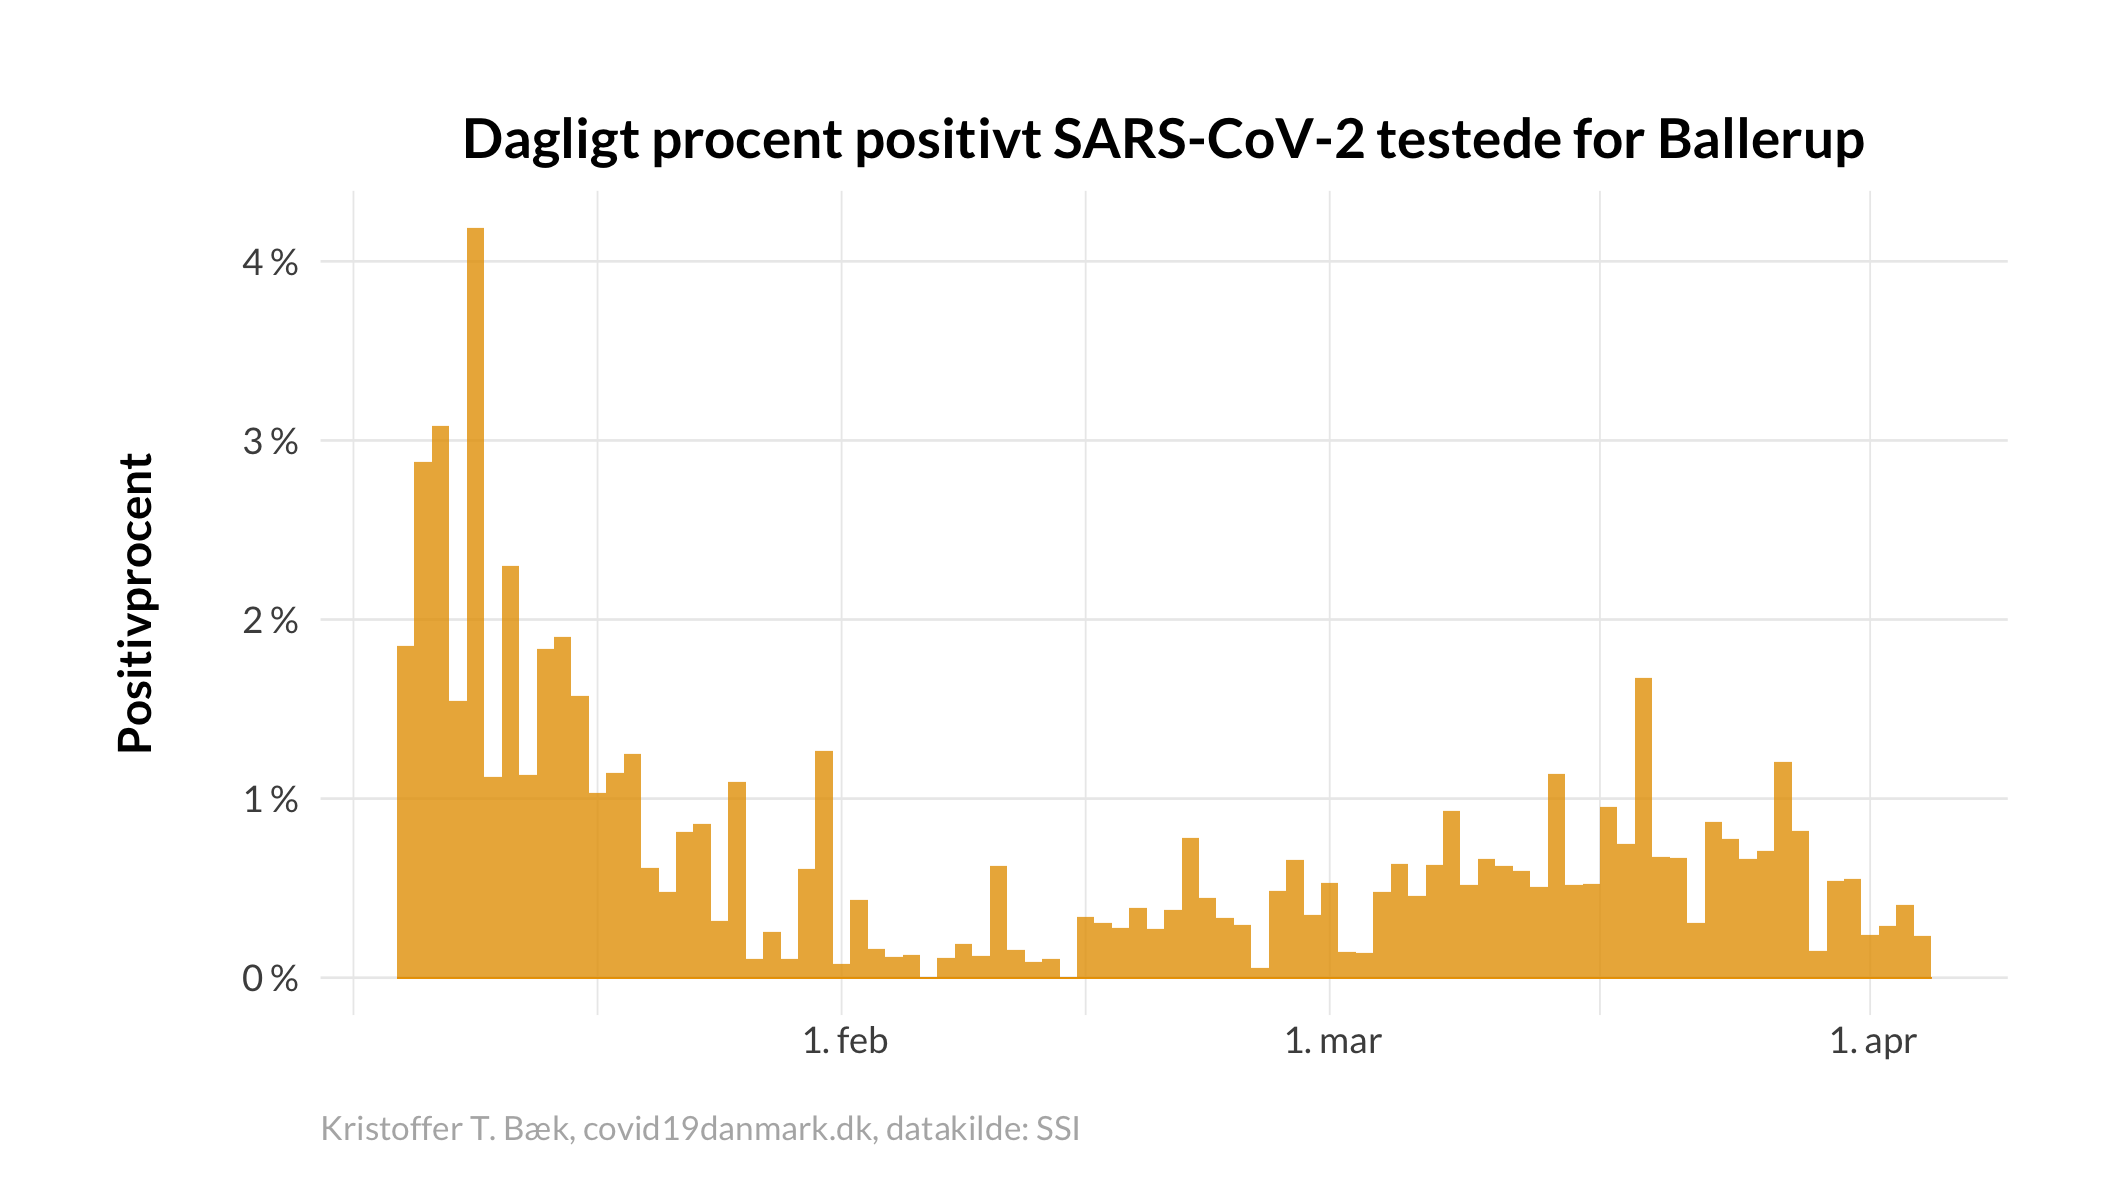 Dagligt procent positivt SARS-CoV-2 testede for Ballerup
Positivprocent
4 %
3 %
2 %
1 %
0 %
1. feb
1. mar
1. apr
Kristoffer T. Bæk, covid19danmark.dk, datakilde: SSI